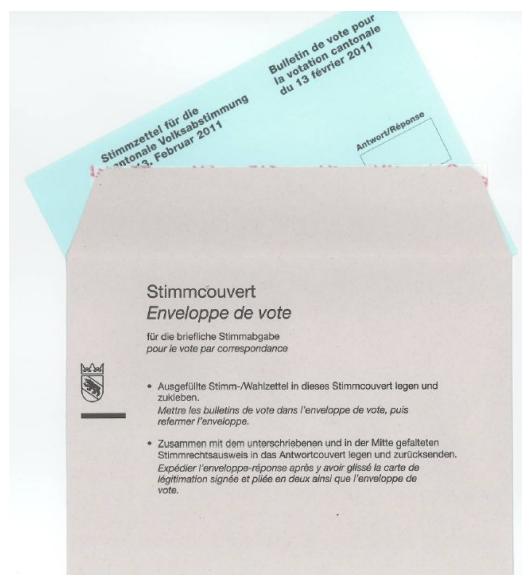 Stimmzettel für die
kantonale Volksabstimmung
13. Februar 2011
Bulletin de vote pour
la votation cantonale
du 13 février 2011
Antwort/Réponse
Stimmcouvert
Enveloppe de vote
für die briefliche Stimmabgabe
pour le vote par correspondance
• Ausgefüllte Stimm-/Wahlzettel in dieses Stimmcouvert legen und
zukleben.
Mettre les bulletins de vote dans l'enveloppe de vote, puis
refermer l'enveloppe.
• Zusammen mit dem unterschriebenen und in der Mitte gefalteten
Stimmrechtsausweis in das Antwortcouvert legen und zurücksenden.
Expédier l'enveloppe-réponse après y avoir glissé la carte de
légitimation signée et pliée en deux ainsi que l'enveloppe de
vote.